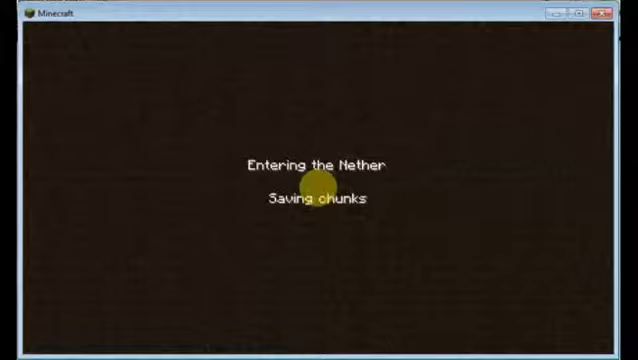 Minecraft
Entering the Nether
Saving chunks